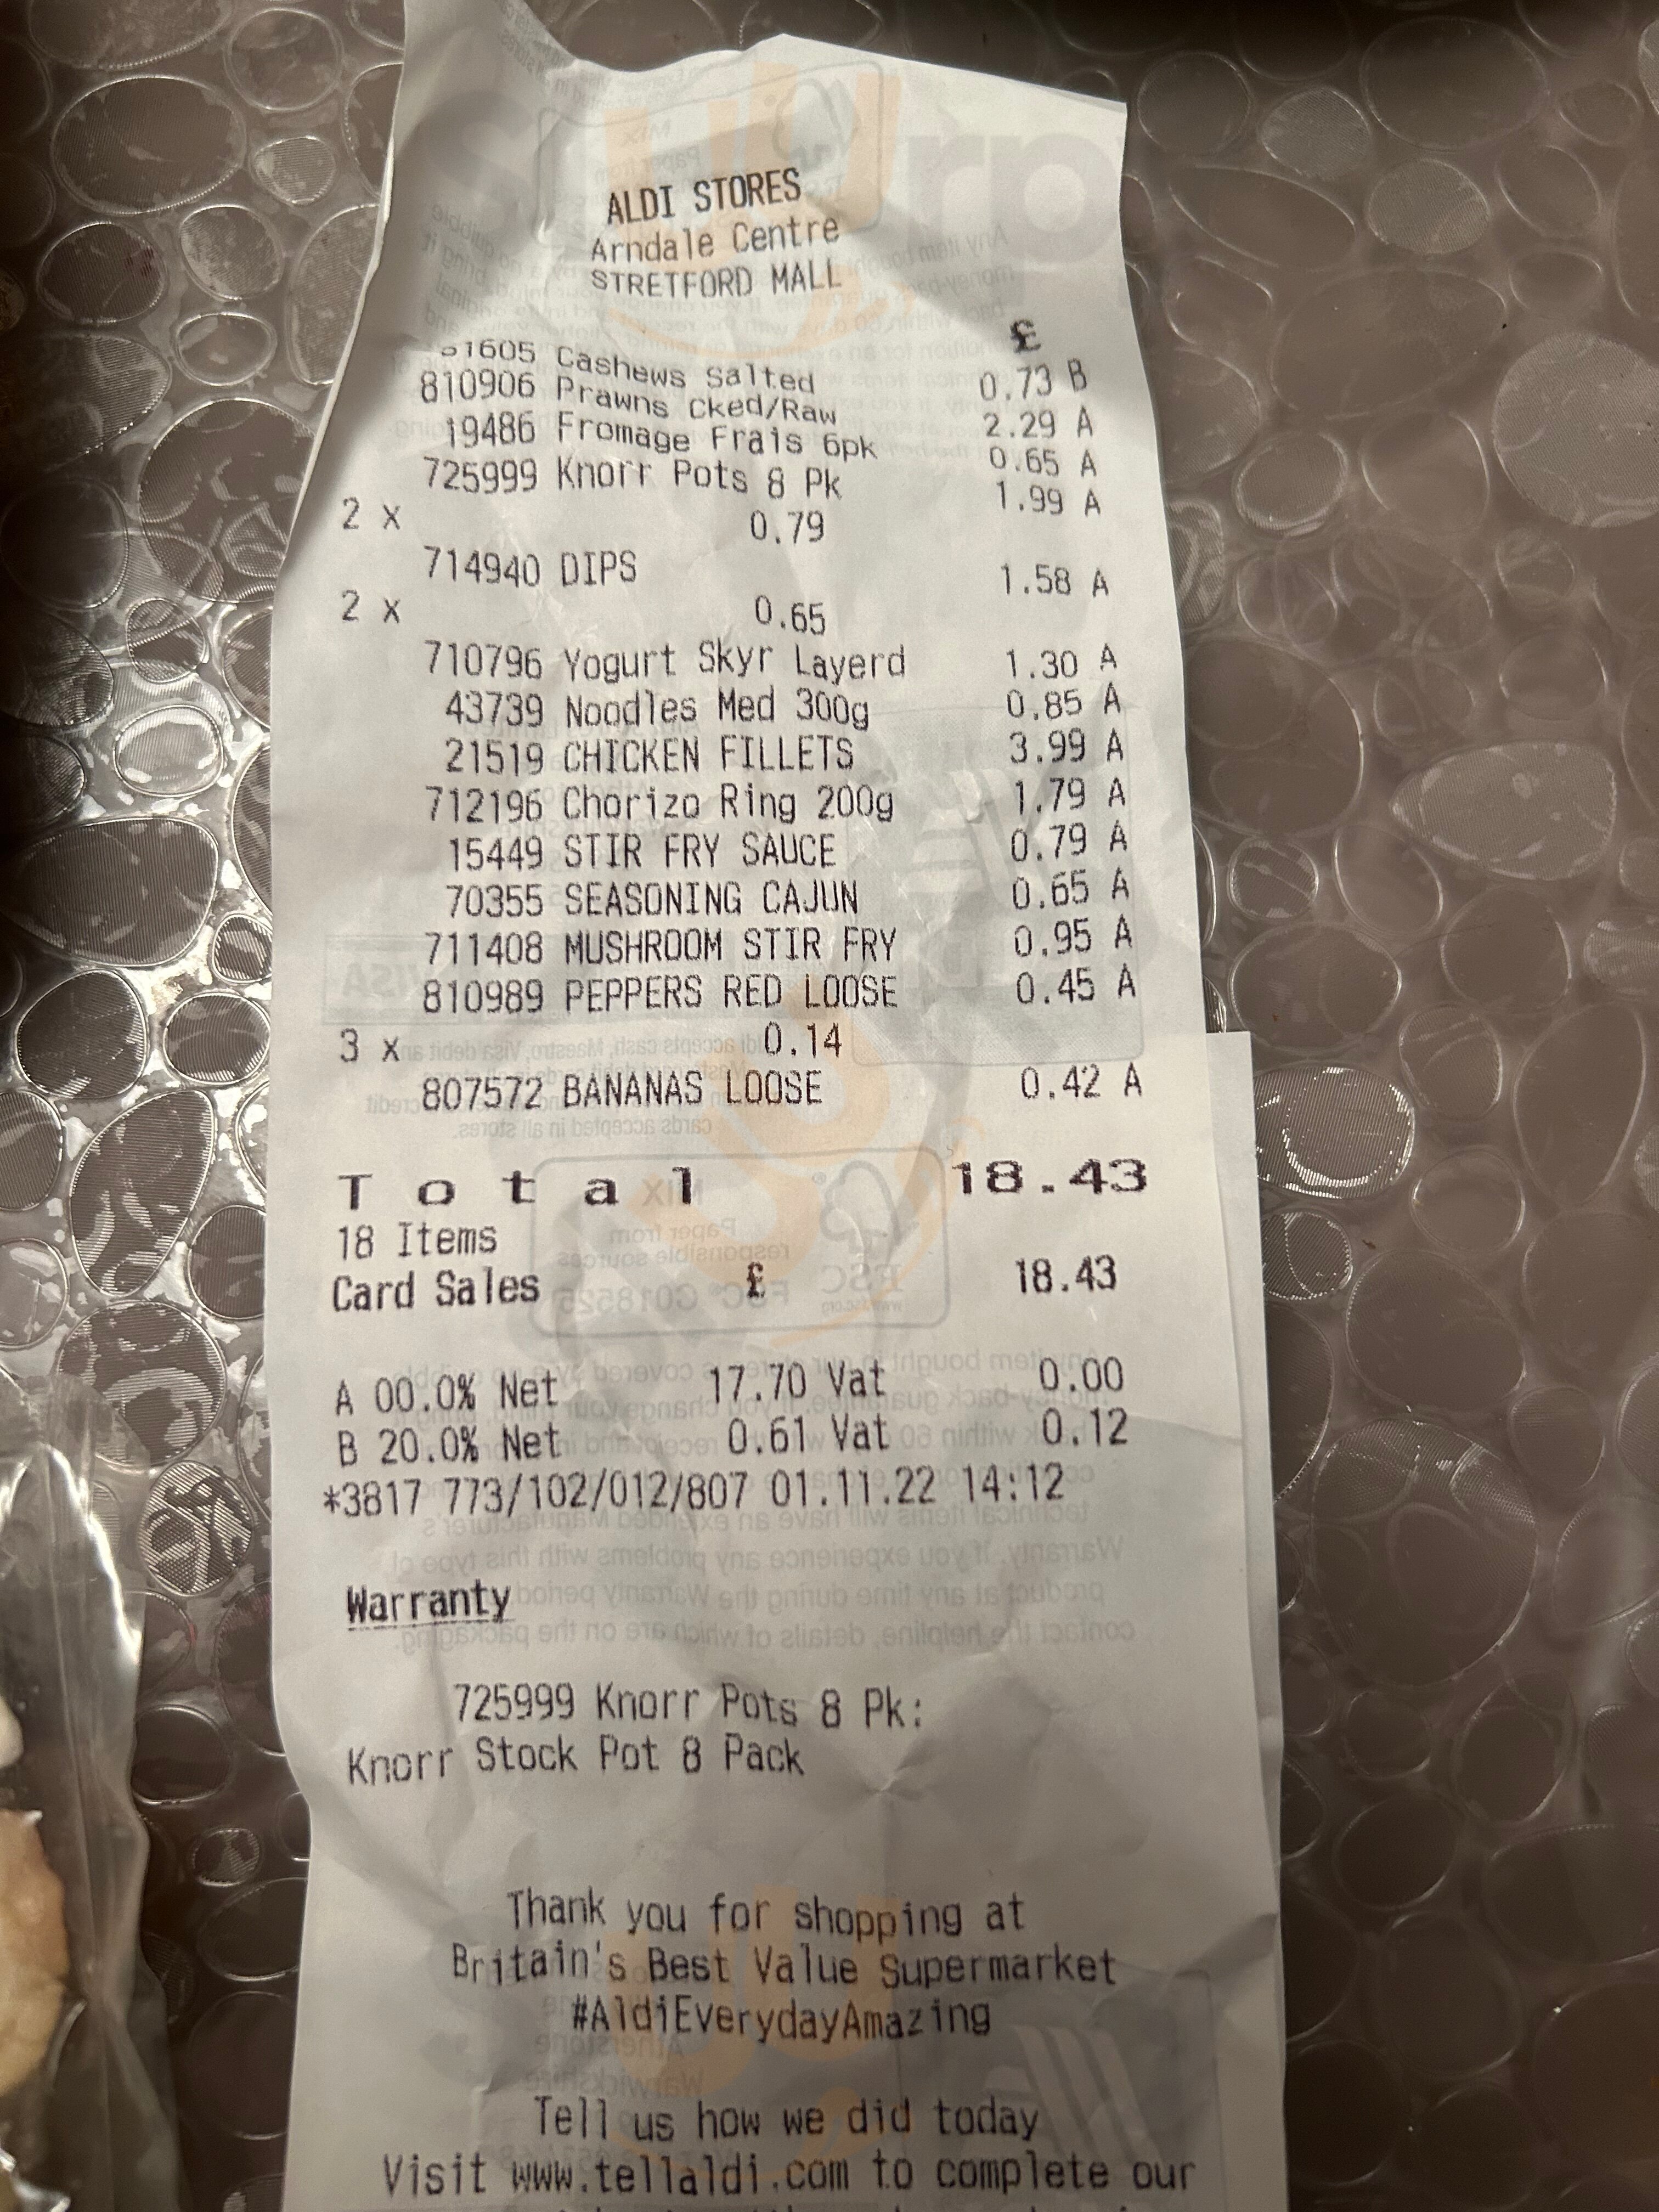 ALDI STORES
Arndale Centre
STRETFORD MALL
£
51605 Cashews Salted 0.73 B
810906 Prawns Cked/Raw 2.29 A
19486 Fromage Frais 6pk 0.65 A
725999 Knorr Pots 8 Pk 1.99 A
2 x 0.79
714940 DIPS 1.58 A
2 x 0.65
710796 Yogurt Skyr Layerd 1.30 A
43739 Noodles Med 300g 0.85 A
21519 CHICKEN FILLETS 3.99 A
712196 Chorizo Ring 200g 1.79 A
15449 STIR FRY SAUCE 0.79 A
70355 SEASONING CAJUN 0.65 A
711408 MUSHROOM STIR FRY 0.95 A
810989 PEPPERS RED LOOSE 0.45 A
3 x 0.14
807572 BANANAS LOOSE 0.42 A
Total 18.43
18 Items
Card Sales £ 18.43
A 00.0% Net 17.70 Vat 0.00
B 20.0% Net 0.61 Vat 0.12
*3817 773/102/012/807 01.11.22 14:12
Warranty
725999 Knorr Pots 8 Pk:
Knorr Stock Pot 8 Pack
Thank you for shopping at
Britain's Best Value Supermarket
#AldiEverydayAmazing
Tell us how we did today
Visit www.tellaldi.com to complete our